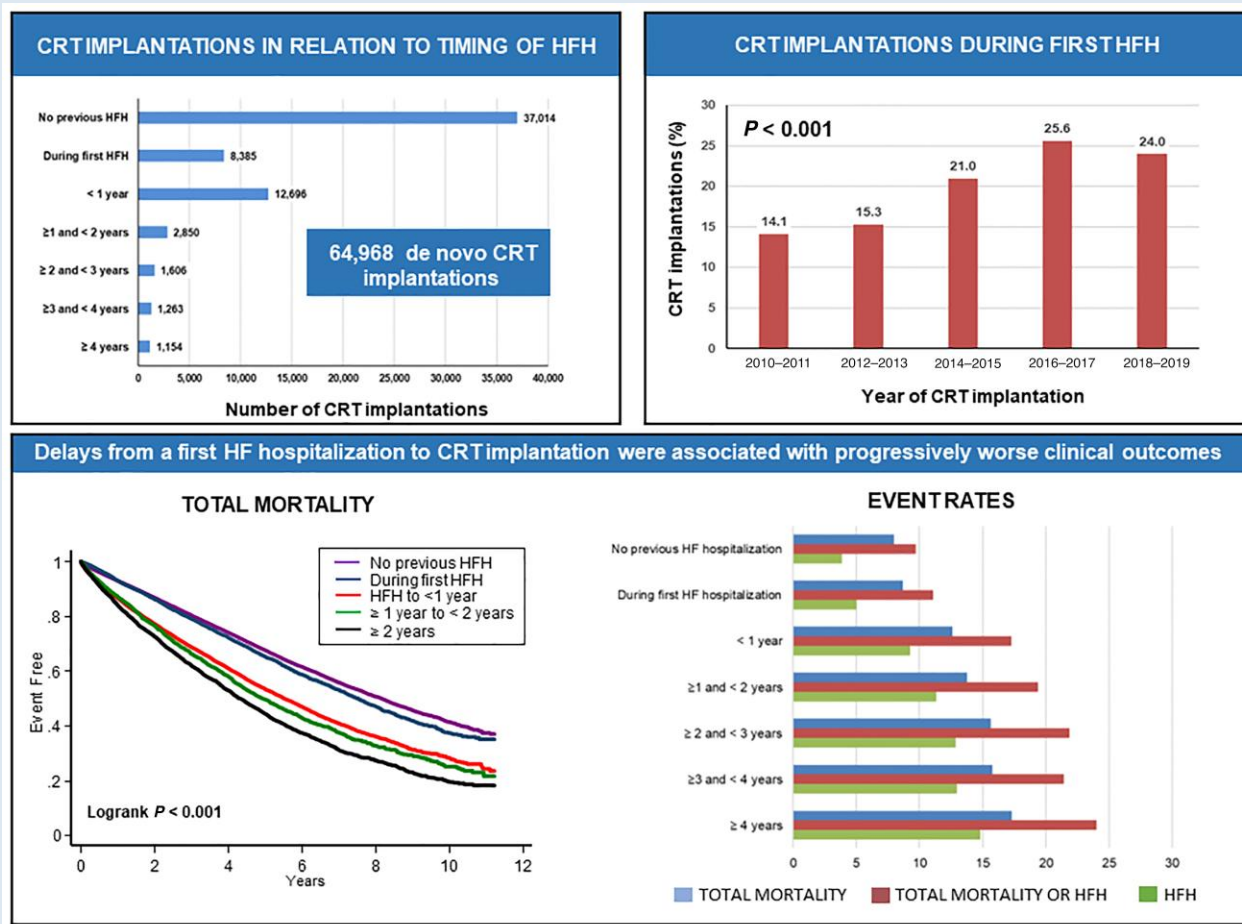 CRT IMPLANTATIONS IN RELATION TO TIMING OF HFH
No previous HFH
37,014
During first HFH
8,385
< 1 year
12,696
≥1 and < 2 years
2,850
≥ 2 and < 3 years
1,606
≥3 and < 4 years
1,263
≥ 4 years
1,154
64,968 de novo CRT
implantations
0 5,000 10,000 15,000 20,000 25,000 30,000 35,000 40,000
Number of CRT implantations
CRT IMPLANTATIONS DURING FIRST HFH
P < 0.001
CRT implantations (%)
30
25
20
15
10
5
0
14.1
15.3
21.0
25.6
24.0
2010–2011 2012–2013 2014–2015 2016–2017 2018–2019
Year of CRT implantation
Delays from a first HF hospitalization to CRT implantation were associated with progressively worse clinical outcomes
TOTAL MORTALITY
Event Free
1
.8
.6
.4
.2
0
No previous HFH
During first HFH
HFH to <1 year
≥ 1 year to < 2 years
≥ 2 years
Logrank P < 0.001
0 2 4 6 8 10 12
Years
EVENT RATES
No previous HF hospitalization
During first HF hospitalization
< 1 year
≥1 and < 2 years
≥ 2 and < 3 years
≥3 and < 4 years
≥ 4 years
0 5 10 15 20 25 30
TOTAL MORTALITY TOTAL MORTALITY OR HFH HFH